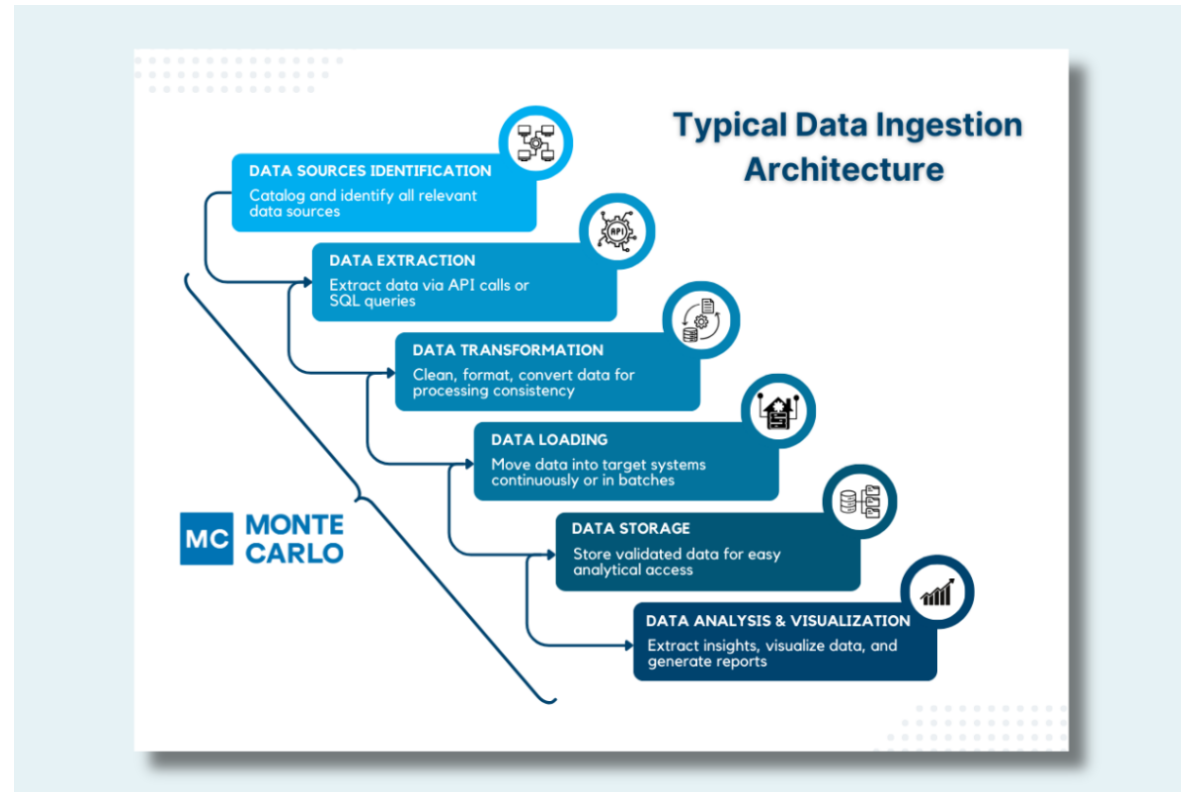 Typical Data Ingestion
Architecture
DATA SOURCES IDENTIFICATION
Catalog and identify all relevant
data sources
API
DATA EXTRACTION
Extract data via API calls or
SQL queries
DATA TRANSFORMATION
Clean, format, convert data for
processing consistency
DATA LOADING
Move data into target systems
continuously or in batches
DATA STORAGE
Store validated data for easy
analytical access
DATA ANALYSIS & VISUALIZATION
Extract insights, visualize data, and
generate reports
MC
MONTE
CARLO